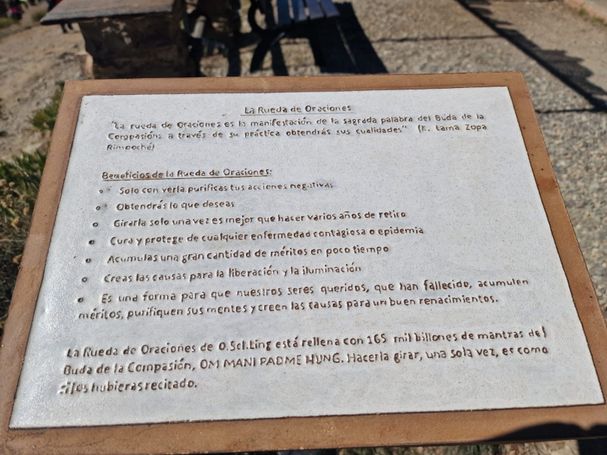 La Rueda de Oraciones
"La rueda de Oraciones es la manifestación de la sagrada palabra del Buda de la
Compasión; a través de su práctica obtendrás sus cualidades" (K. Lama Zopa
Rimpoché)
Beneficios de la Rueda de Oraciones:
Solo con verla purificas tus acciones negativas
Obtendrás lo que deseas
Girarla solo una vez es mejor que hacer varios años de retiro
Cura y protege de cualquier enfermedad contagiosa o epidemia
Acumulas una gran cantidad de méritos en poco tiempo
Creas las causas para la liberación y la iluminación
Es una forma para que nuestros seres queridos, que han fallecido, acumulen
méritos, purifiquen sus mentes y creen las causas para un buen renacimientos.
La Rueda de Oraciones de O.Sel.Ling está rellena con 165 mil billones de mantras del
Buda de la Compasión, OM MANI PADME HUNG. Hacerla girar, una sola vez, es como
si los hubieras recitado.